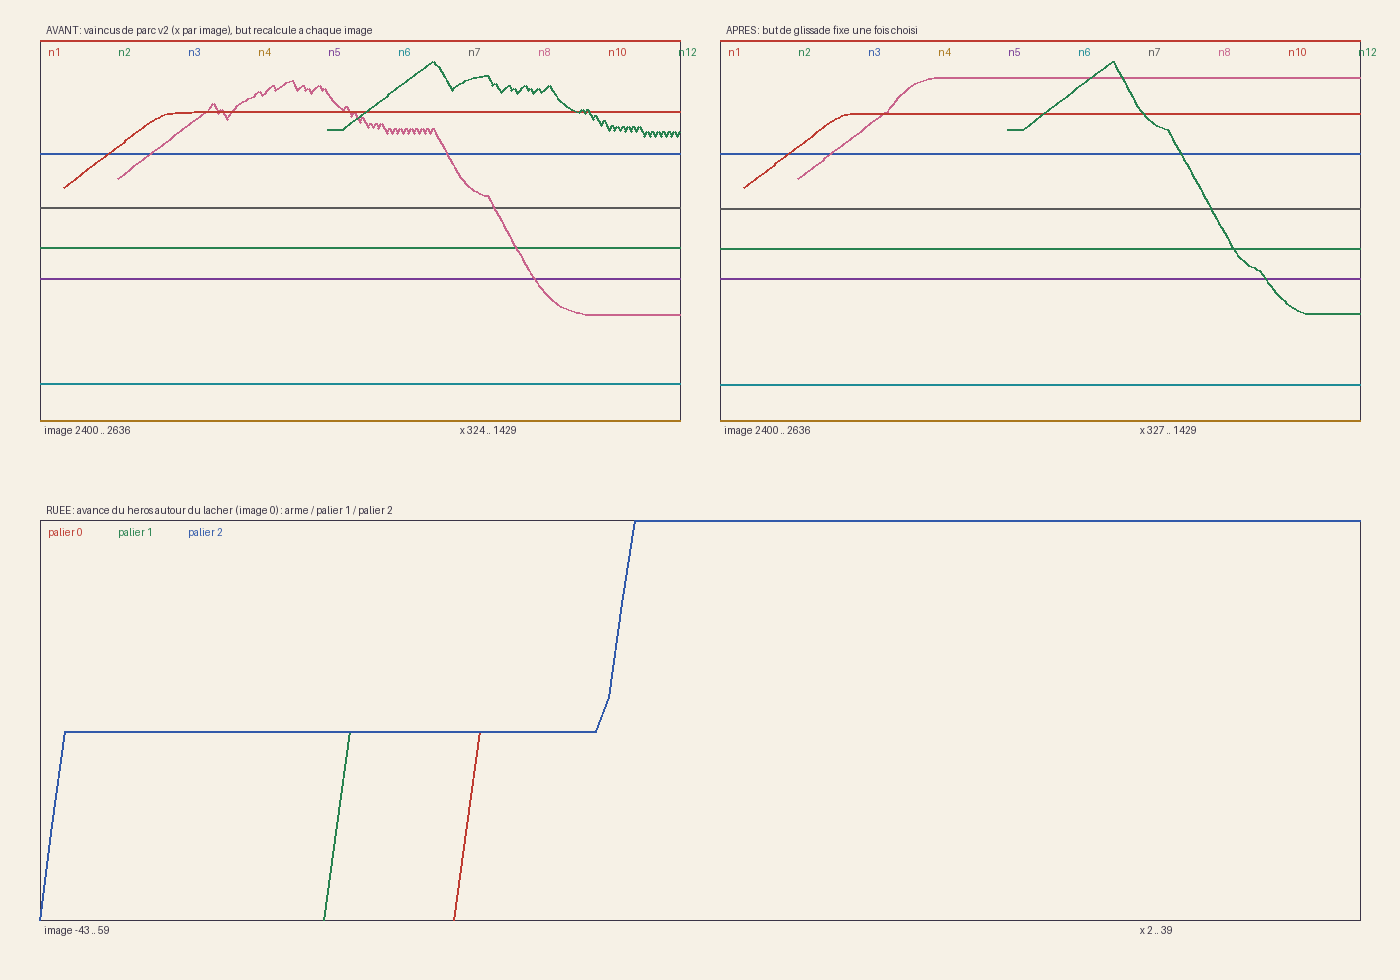 AVANT: vaincus de parc v2 (x par image), but recalcule a chaque image
n1 n2 n3 n4 n5 n6 n7 n8 n10 n12
image 2400 .. 2636 x 324 .. 1429
APRES: but de glissade fixe une fois choisi
n1 n2 n3 n4 n5 n6 n7 n8 n10 n12
image 2400 .. 2636 x 327 .. 1429
RUEE: avance du heros autour du lacher (image 0) : arme / palier 1 / palier 2
palier 0 palier 1 palier 2
image -43 .. 59 x 2 .. 39